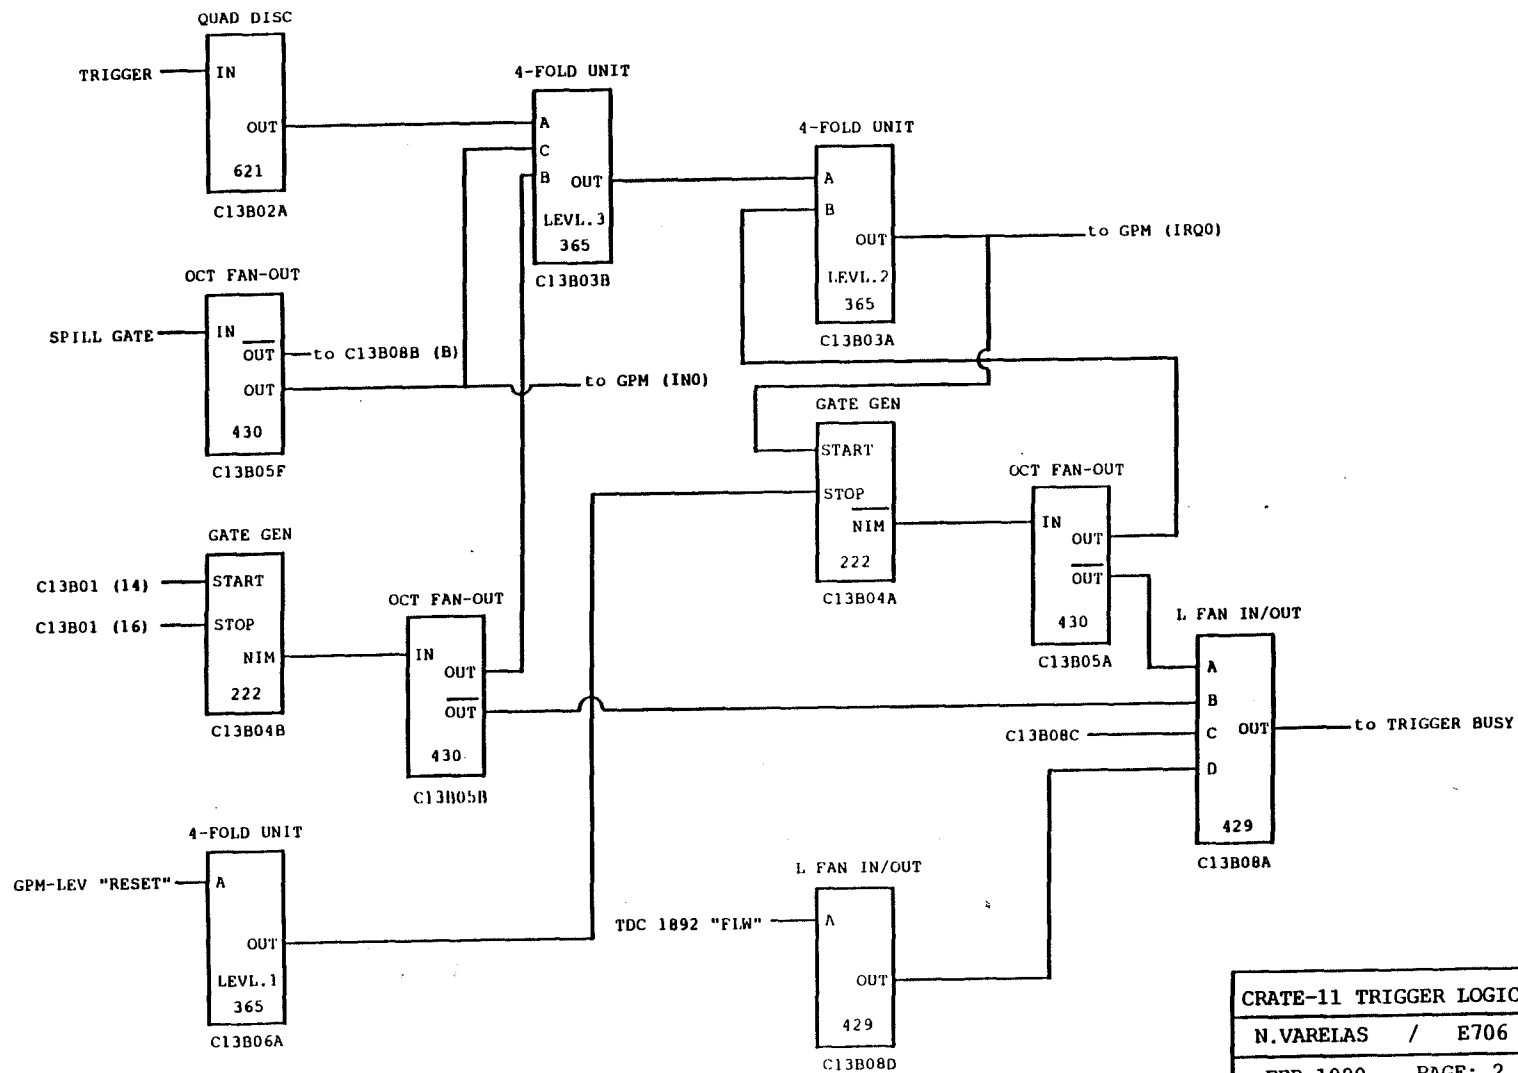 QUAD DISC
TRIGGER
IN
OUT
621
C13B02A
4-FOLD UNIT
A
C
B
OUT
LEVL.3
365
C13B03B
4-FOLD UNIT
A
B
OUT
LEVL.2
365
C13B03A
to GPM (IRQ0)
OCT FAN-OUT
SPILL GATE
IN
OUT
to C13B08B (B)
OUT
to GPM (IN0)
430
C13B05F
GATE GEN
START
STOP
NIM
222
C13B04A
OCT FAN-OUT
IN
OUT
OUT
430
C13B05A
GATE GEN
C13B01 (14)
START
C13B01 (16)
STOP
NIM
222
C13B04B
OCT FAN-OUT
IN
OUT
OUT
430
C13B05B
L FAN IN/OUT
A
B
C13B08C
C
OUT
to TRIGGER BUSY
D
429
C13B08A
4-FOLD UNIT
GPM-LEV "RESET"
A
OUT
LEVL.1
365
C13B06A
L FAN IN/OUT
TDC 1892 "FLW"
A
OUT
429
C13B08D
CRATE-11 TRIGGER LOGIC
N.VARELAS / E706
PAGE: 2